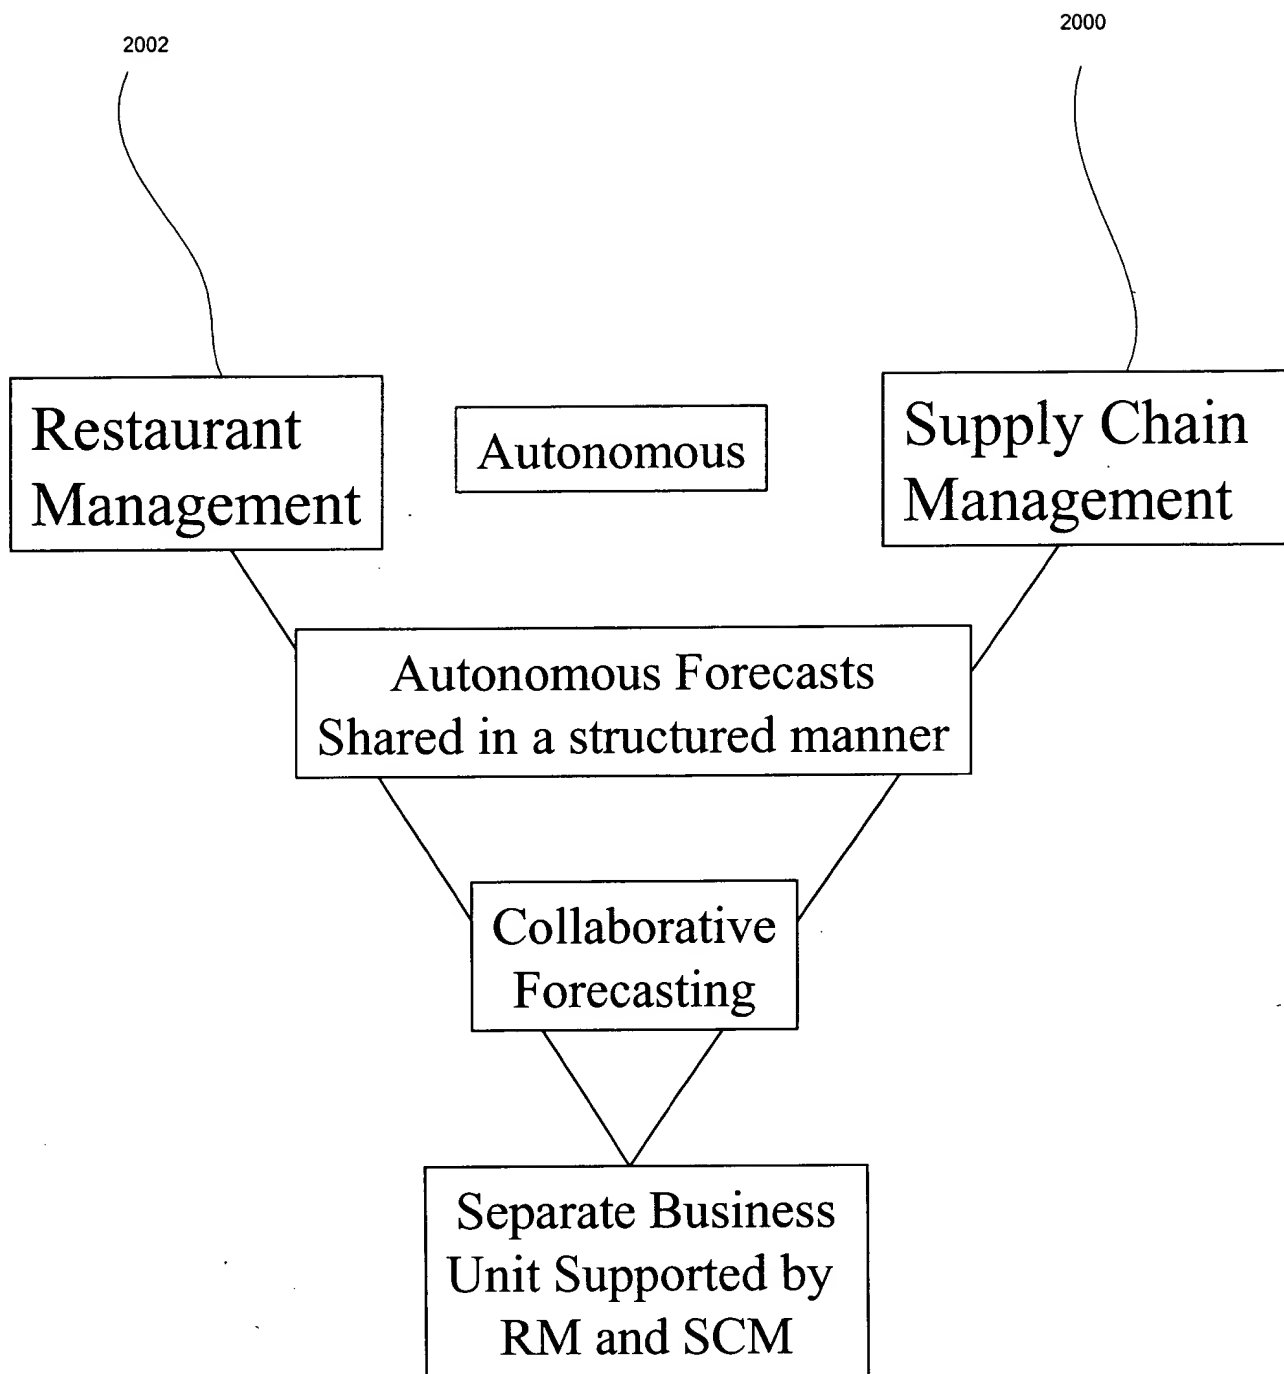 2002
2000
Restaurant
Management
Autonomous
Supply Chain
Management
Autonomous Forecasts
Shared in a structured manner
Collaborative
Forecasting
Separate Business
Unit Supported by
RM and SCM